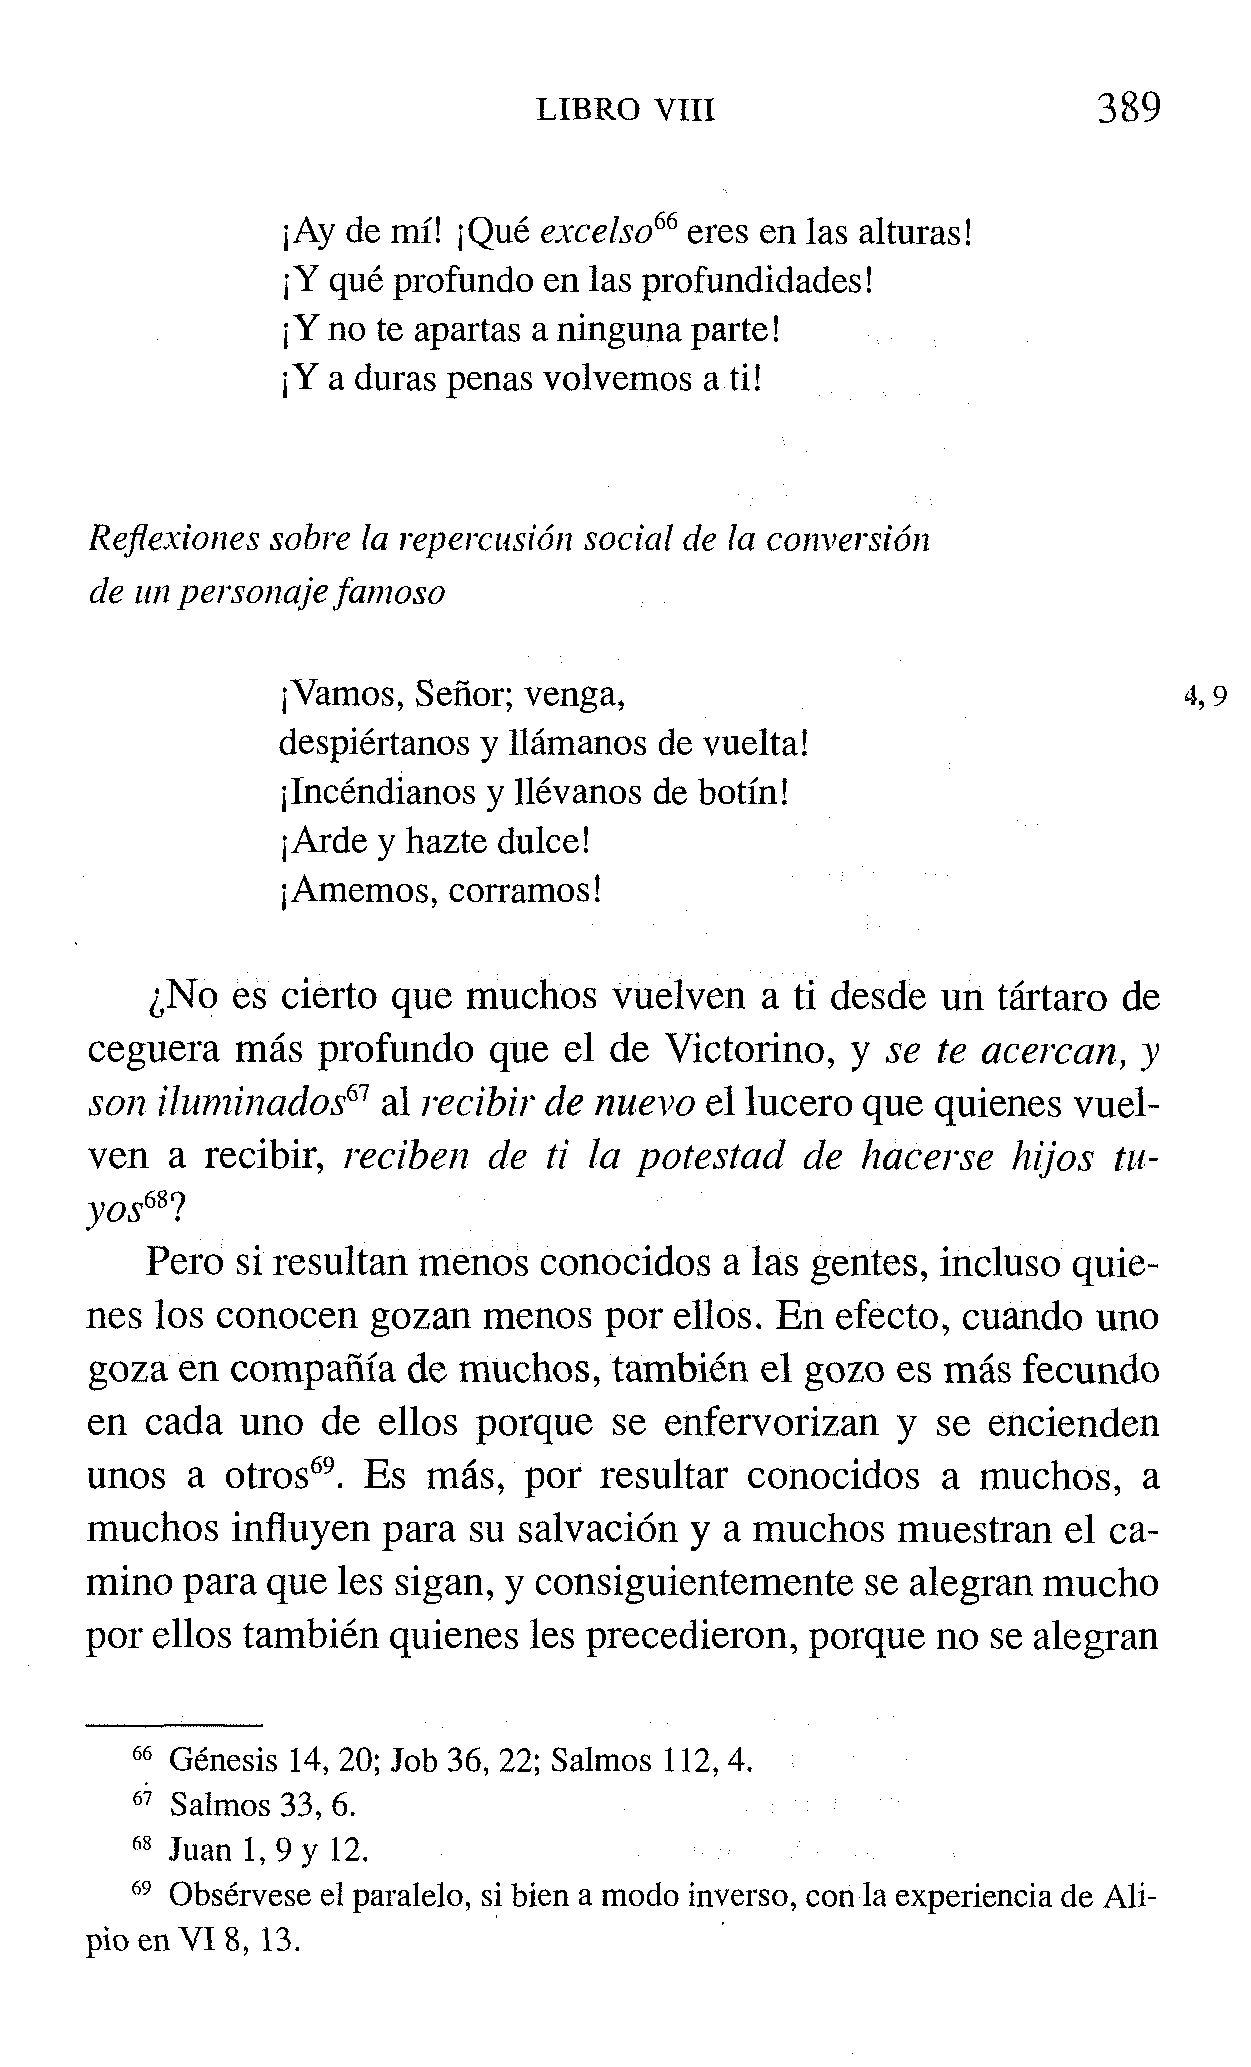 LIBRO VIII 389
¡Ay de mí! ¡Qué excelso66 eres en las alturas!
¡Y qué profundo en las profundidades!
¡Y no te apartas a ninguna parte!
¡Y a duras penas volvemos a ti!
Reflexiones sobre la repercusión social de la conversión
de un personaje famoso
¡Vamos, Señor; venga, 4, 9
despiértanos y llámanos de vuelta!
¡Incéndianos y llévanos de botín!
¡Arde y hazte dulce!
¡Amemos, corramos!
¿No es cierto que muchos vuelven a ti desde un tártaro de
ceguera más profundo que el de Victorino, y se te acercan, y
son iluminados67 al recibir de nuevo el lucero que quienes vuel-
ven a recibir, reciben de ti la potestad de hacerse hijos tu-
yos68?
Pero si resultan menos conocidos a las gentes, incluso quie-
nes los conocen gozan menos por ellos. En efecto, cuando uno
goza en compañía de muchos, también el gozo es más fecundo
en cada uno de ellos porque se enfervorizan y se encienden
unos a otros69. Es más, por resultar conocidos a muchos, a
muchos influyen para su salvación y a muchos muestran el ca-
mino para que les sigan, y consiguientemente se alegran mucho
por ellos también quienes les precedieron, porque no se alegran
66 Génesis 14, 20; Job 36, 22; Salmos 112, 4.
67 Salmos 33, 6.
68 Juan 1, 9 y 12.
69 Obsérvese el paralelo, si bien a modo inverso, con la experiencia de Ali-
pio en VI 8, 13.